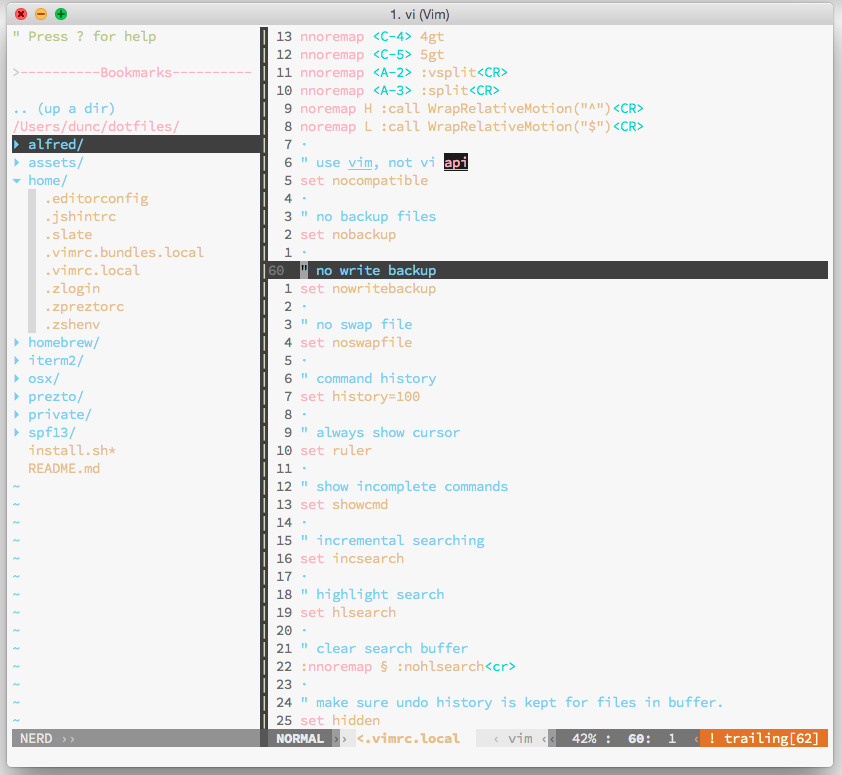 1. vi (Vim)
" Press ? for help
>----------Bookmarks----------
.. (up a dir)
/Users/dunc/dotfiles/
▸ alfred/
▸ assets/
▾ home/
.editorconfig
.jshintrc
.slate
.vimrc.bundles.local
.vimrc.local
.zlogin
.zpreztorc
.zshenv
▸ homebrew/
▸ iterm2/
▸ osx/
▸ prezto/
▸ private/
▸ spf13/
install.sh*
README.md
~
~
~
~
~
~
~
~
~
~
~
~
~
~
NERD ››
13 nnoremap <C-4> 4gt
12 nnoremap <C-5> 5gt
11 nnoremap <A-2> :vsplit<CR>
10 nnoremap <A-3> :split<CR>
9 noremap H :call WrapRelativeMotion("^")<CR>
8 noremap L :call WrapRelativeMotion("$")<CR>
7 ·
6 " use vim, not vi api
5 set nocompatible
4 ·
3 " no backup files
2 set nobackup
1 ·
60 " no write backup
1 set nowritebackup
2 ·
3 " no swap file
4 set noswapfile
5 ·
6 " command history
7 set history=100
8 ·
9 " always show cursor
10 set ruler
11 ·
12 " show incomplete commands
13 set showcmd
14 ·
15 " incremental searching
16 set incsearch
17 ·
18 " highlight search
19 set hlsearch
20 ·
21 " clear search buffer
22 :nnoremap § :nohlsearch<cr>
23 ·
24 " make sure undo history is kept for files in buffer.
25 set hidden
NORMAL ›› <.vimrc.local ‹ vim ‹‹ 42% : 60: 1 ‹ ! trailing[62]